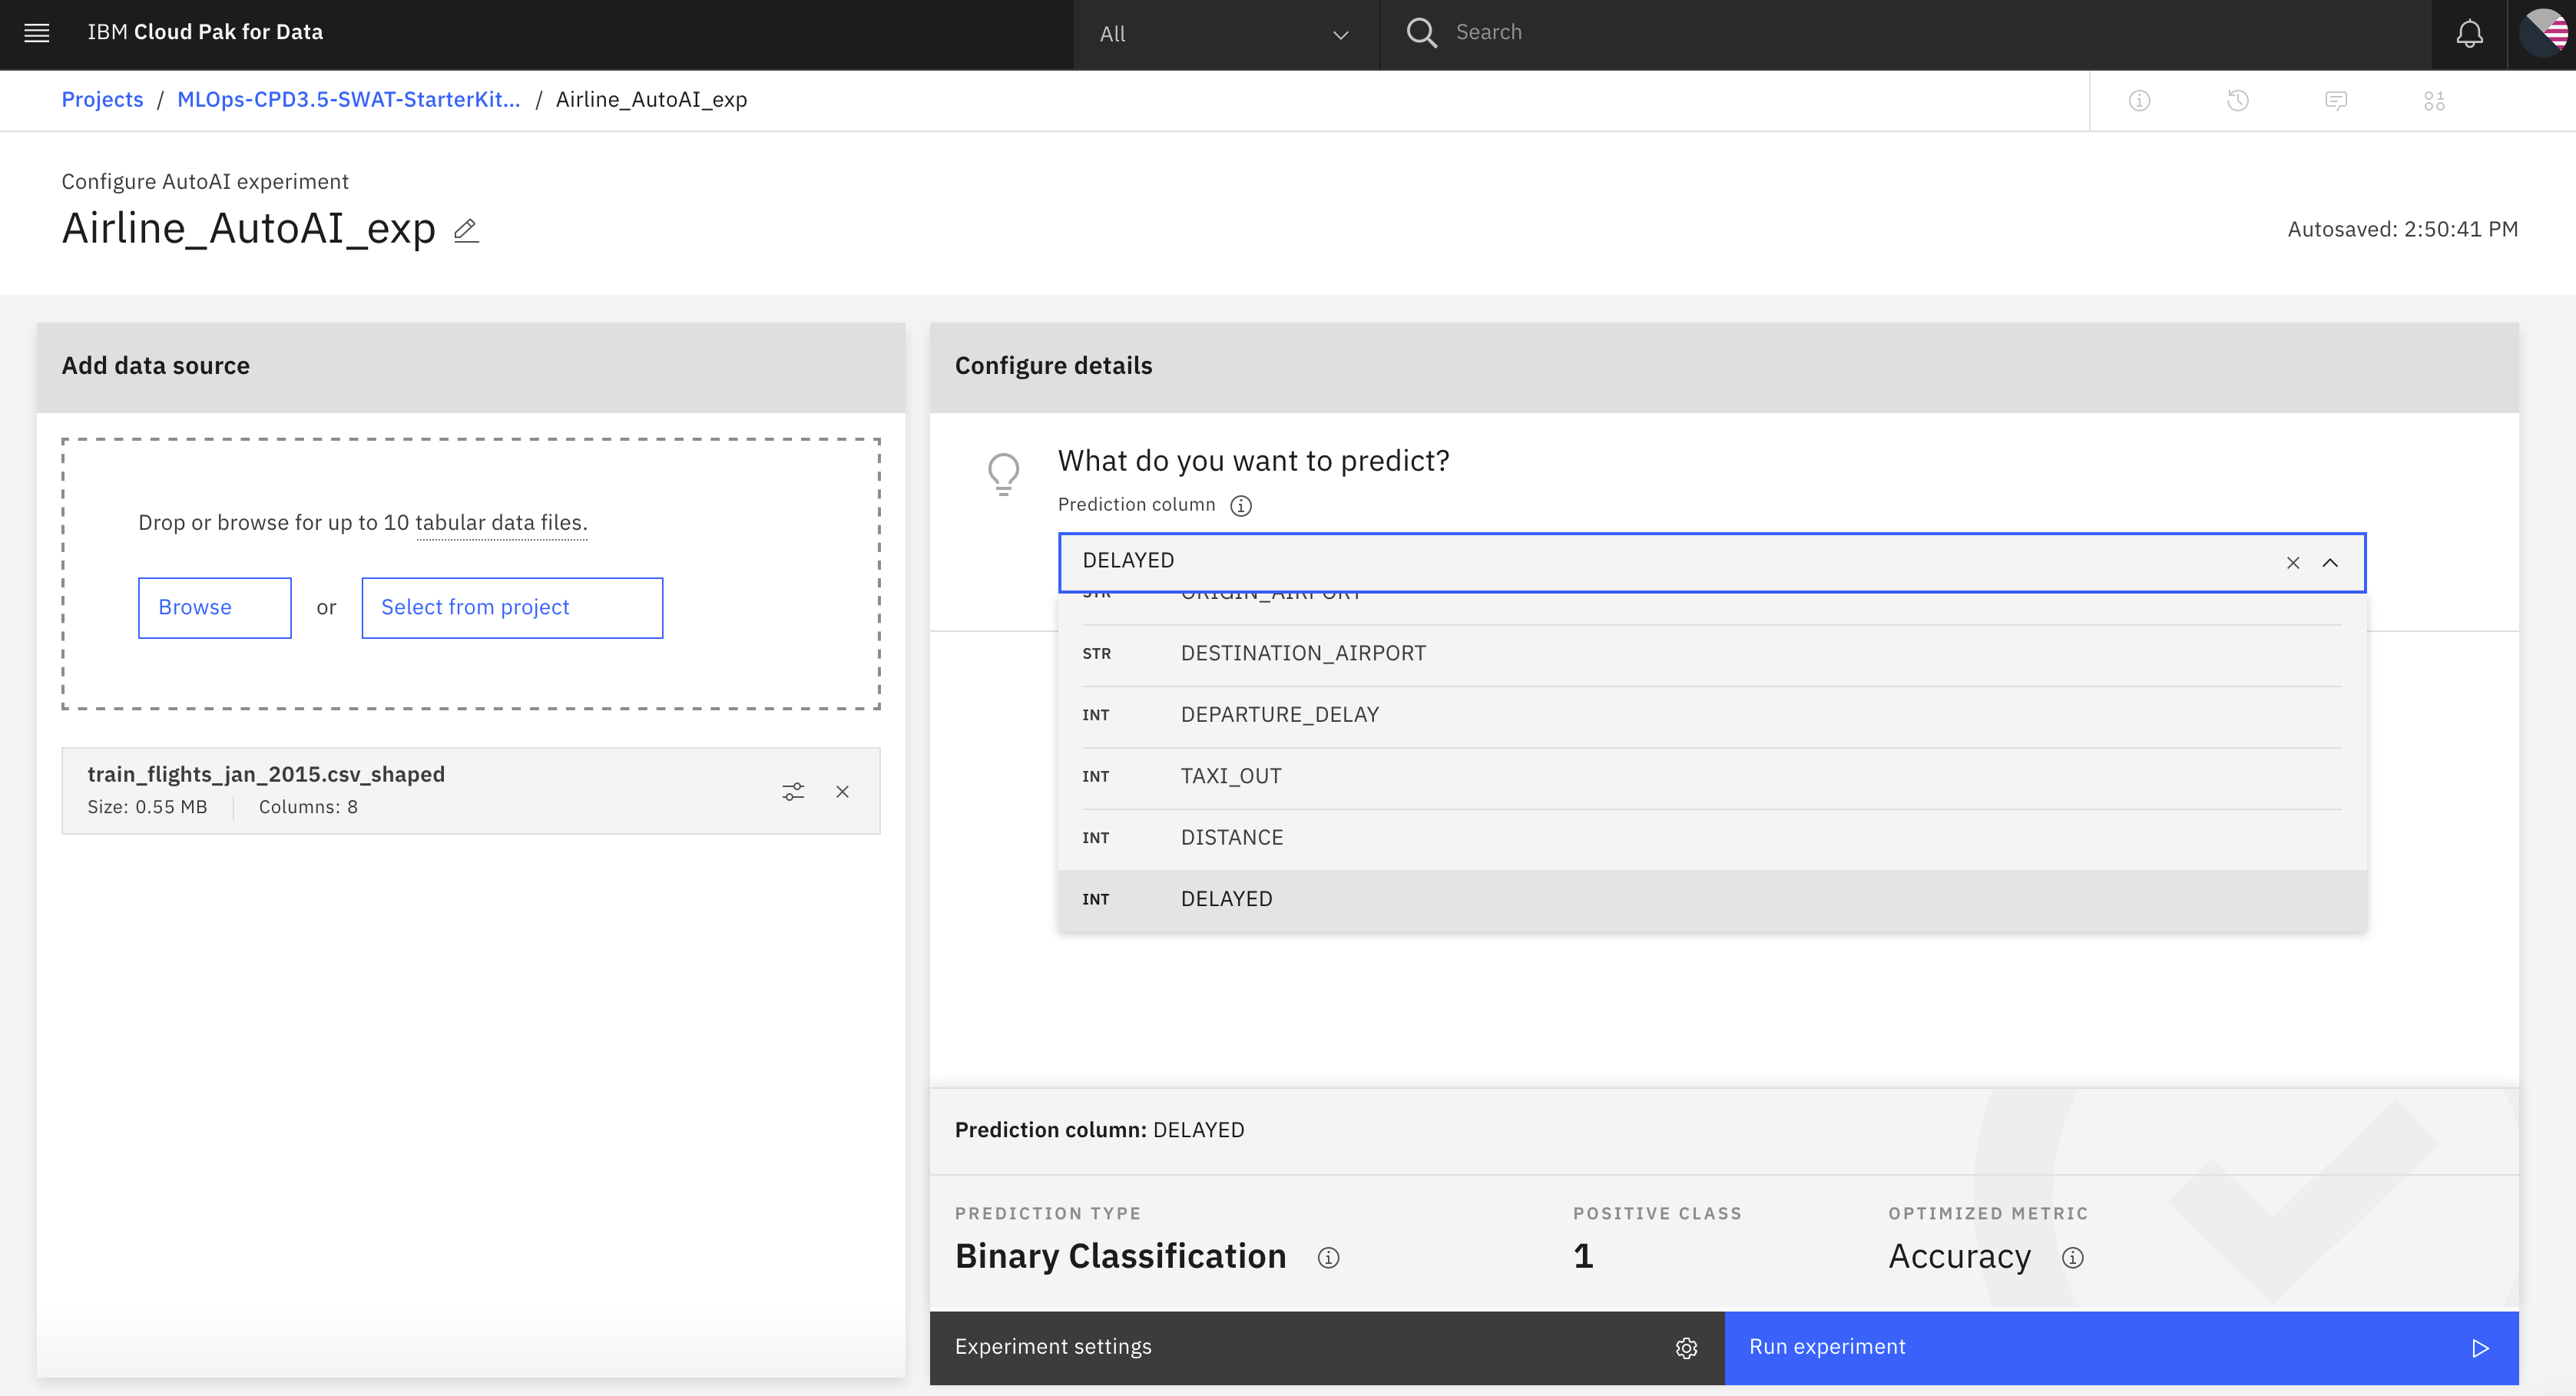 IBM Cloud Pak for Data
All
Search
Projects / MLOps-CPD3.5-SWAT-StarterKit... / Airline_AutoAI_exp
Configure AutoAI experiment
Airline_AutoAI_exp
Autosaved: 2:50:41 PM
Add data source
Drop or browse for up to 10 tabular data files.
Browse or Select from project
train_flights_jan_2015.csv_shaped
Size: 0.55 MB Columns: 8
Configure details
What do you want to predict?
Prediction column
DELAYED
STR ORIGIN_AIRPORT
STR DESTINATION_AIRPORT
INT DEPARTURE_DELAY
INT TAXI_OUT
INT DISTANCE
INT DELAYED
Prediction column: DELAYED
PREDICTION TYPE
Binary Classification
POSITIVE CLASS
1
OPTIMIZED METRIC
Accuracy
Experiment settings
Run experiment